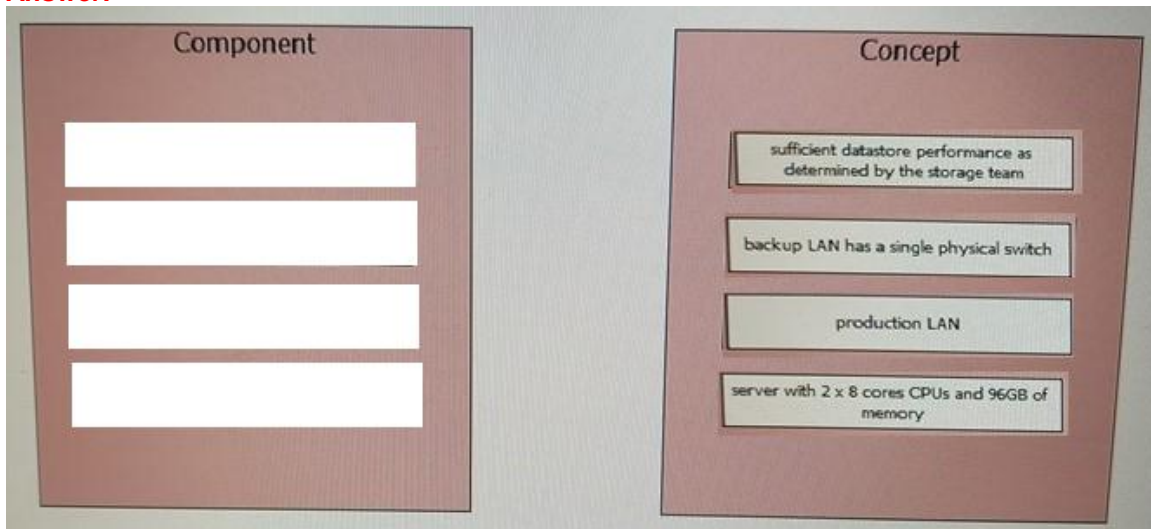 Component
Concept
sufficient datastore performance as
determined by the storage team
backup LAN has a single physical switch
production LAN
server with 2 x 8 cores CPUs and 96GB of
memory